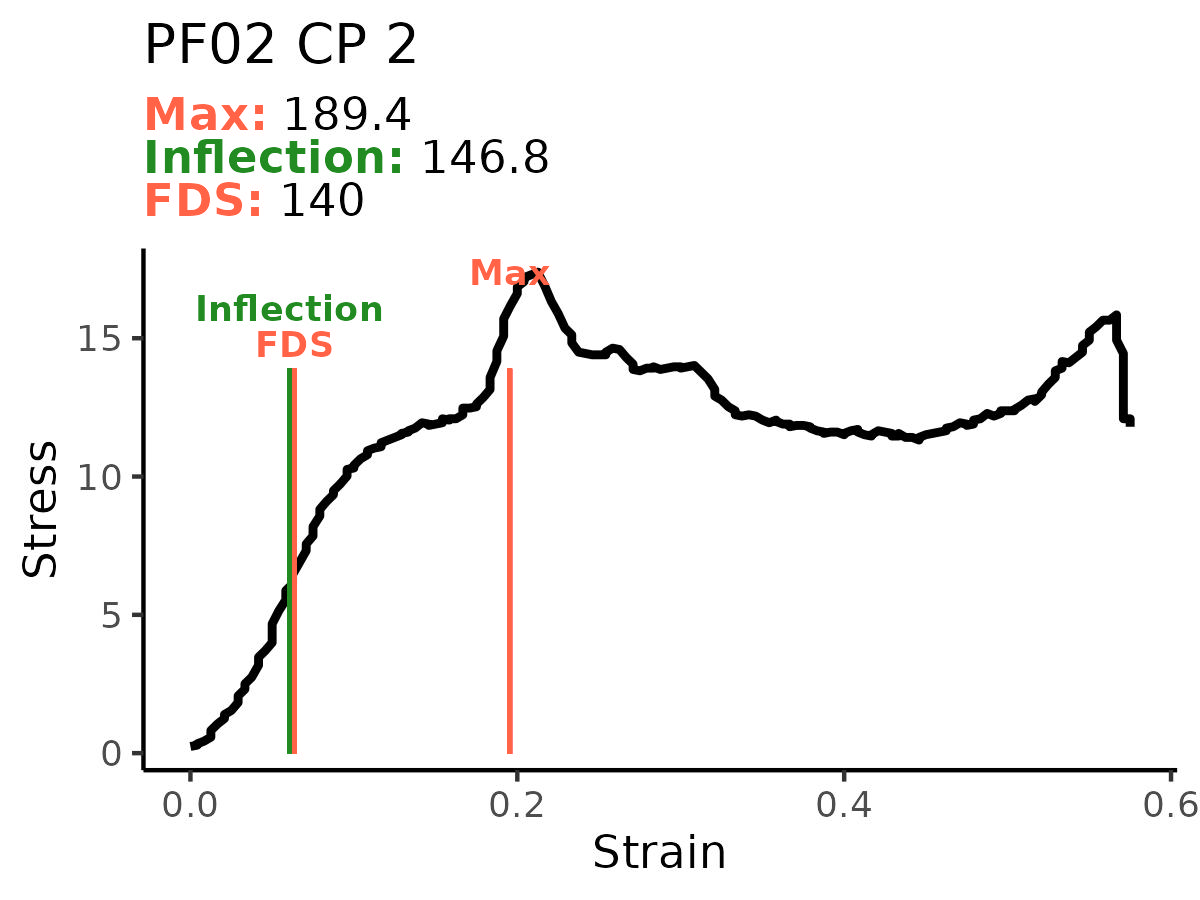 PF02 CP 2
Max: 189.4
Inflection: 146.8
FDS: 140
Max
Inflection
FDS
15
10
5
0
Stress
0.0 0.2 0.4 0.6
Strain